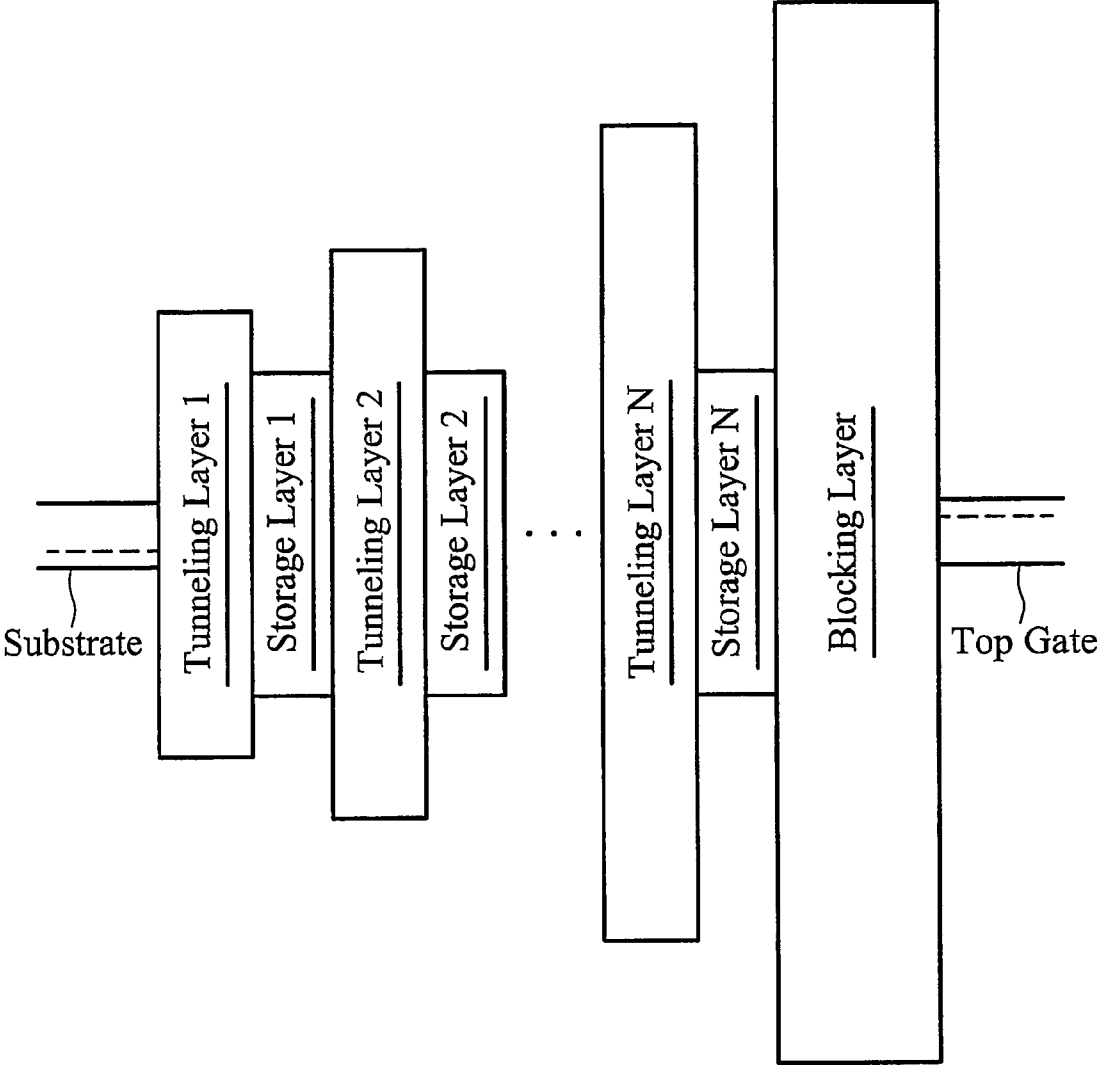 Substrate
Tunneling Layer 1
Storage Layer 1
Tunneling Layer 2
Storage Layer 2
. . .
Tunneling Layer N
Storage Layer N
Blocking Layer
Top Gate